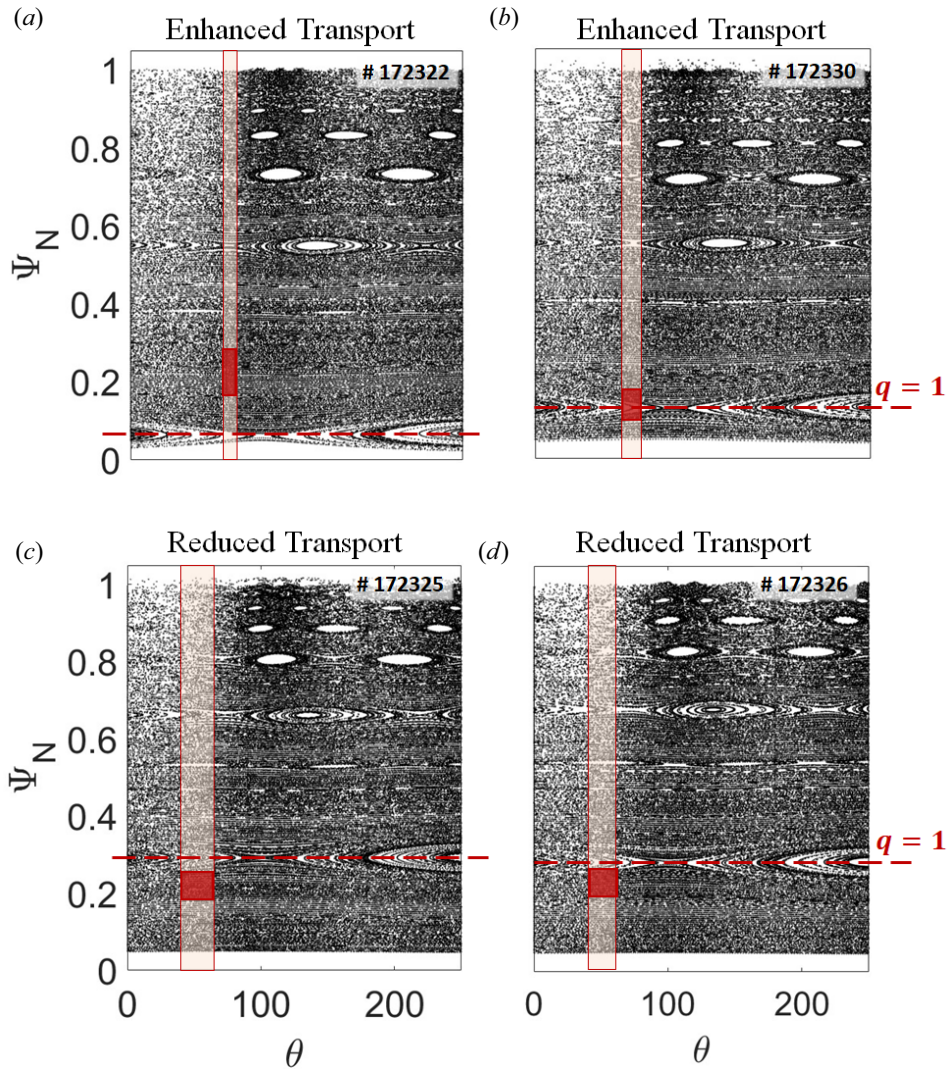 (a)
Enhanced Transport
(b)
Enhanced Transport
# 172322
# 172330
1
0.8
0.6
0.4
0.2
0
Ψ_N
q = 1
(c)
Reduced Transport
(d)
Reduced Transport
# 172325
# 172326
1
0.8
0.6
0.4
0.2
0
Ψ_N
q = 1
0 100 200
0 100 200
θ
θ